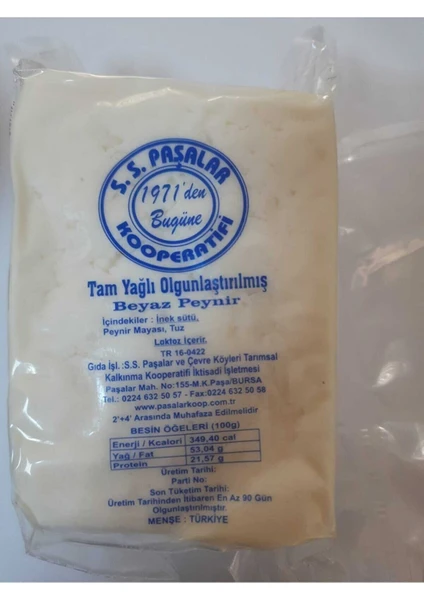 S.S. PAŞALAR
1971'den
Bugüne
KOOPERATİFİ
Tam Yağlı Olgunlaştırılmış
Beyaz Peynir
İçindekiler : İnek sütü,
Peynir Mayası, Tuz
Laktoz İçerir.
TR 16-0422
Gıda İşl. :S.S. Paşalar ve Çevre Köyleri Tarımsal
Kalkınma Kooperatifi İktisadi İşletmesi
Paşalar Mah. No:155-M.K.Paşa/BURSA
Tel.: 0224 632 50 57 - Fax:0224 632 50 58
www.pasalarkoop.com.tr
2'+4' Arasında Muhafaza Edilmelidir
BESİN ÖĞELERİ (100g)
Enerji / Kcalori 349,40 cal
Yağ / Fat 53,04 g
Protein 21,57 g
Üretim Tarihi:
Parti No:
Son Tüketim Tarihi:
Üretim Tarihinden İtibaren En Az 90 Gün
Olgunlaştırılmıştır.
MENŞE : TÜRKİYE